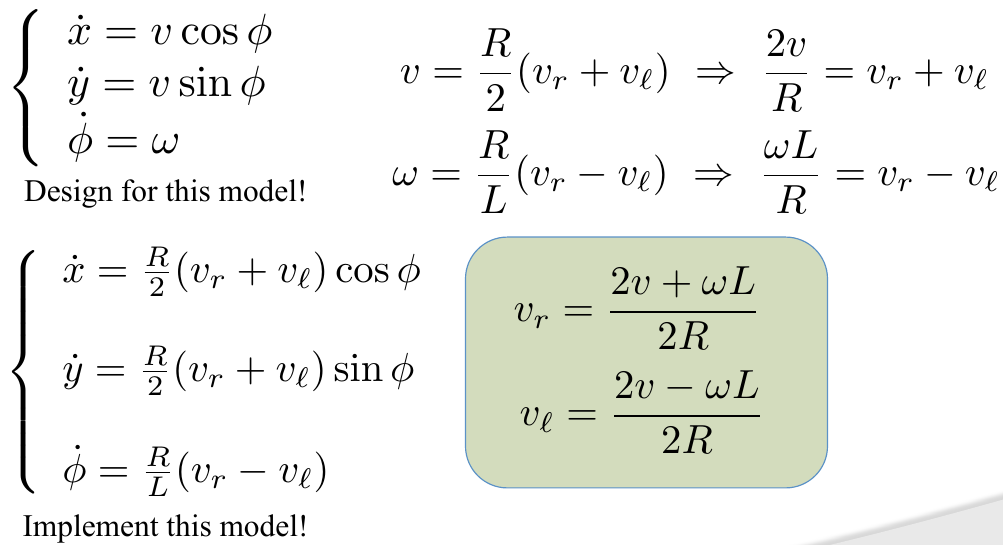 ẋ = v cos ϕ
ẏ = v sin ϕ
ϕ̇ = ω
Design for this model!
v = R/2 (v_r + v_ℓ) ⇒ 2v/R = v_r + v_ℓ
ω = R/L (v_r − v_ℓ) ⇒ ωL/R = v_r − v_ℓ
ẋ = R/2 (v_r + v_ℓ) cos ϕ
ẏ = R/2 (v_r + v_ℓ) sin ϕ
ϕ̇ = R/L (v_r − v_ℓ)
Implement this model!
v_r = (2v + ωL)/2R
v_ℓ = (2v − ωL)/2R